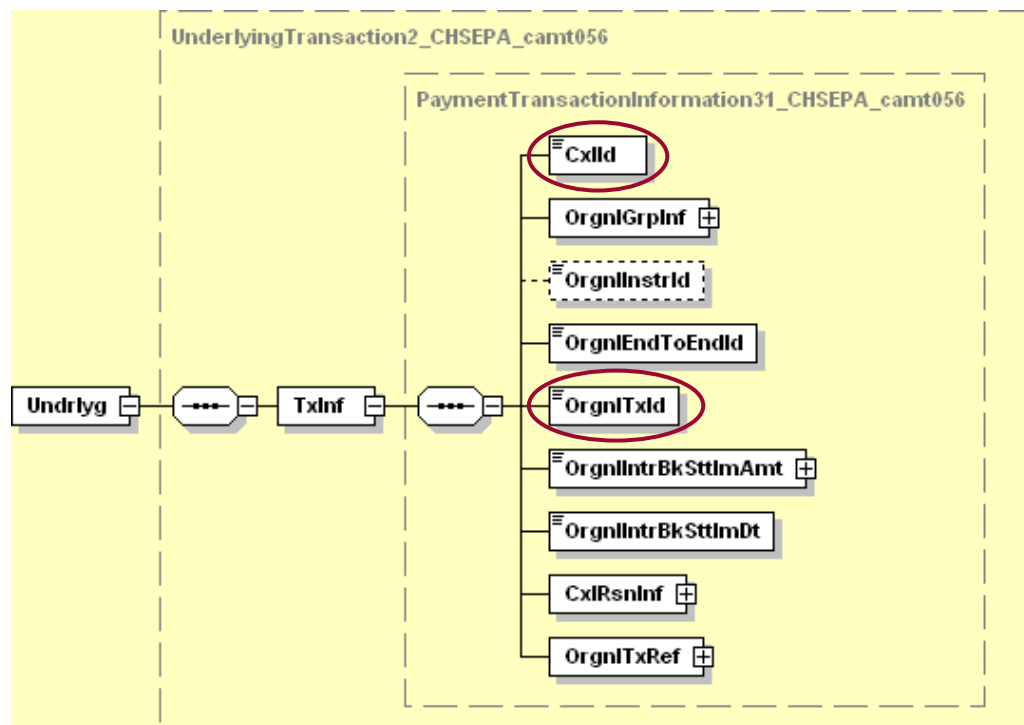 UnderlyingTransaction2_CHSEPA_camt056
PaymentTransactionInformation31_CHSEPA_camt056
CxlId
OrgnlGrpInf
OrgnlInstrId
OrgnlEndToEndId
Undrlyg
TxInf
OrgnlTxId
OrgnlIntrBkSttlmAmt
OrgnlIntrBkSttlmDt
CxlRsnInf
OrgnlTxRef